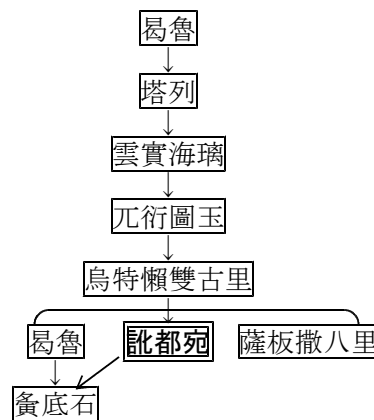 曷魯
塔列
雲實海璃
兀衍圖玉
烏特懶雙古里
曷魯 訛都宛 薩板撒八里
夤底石